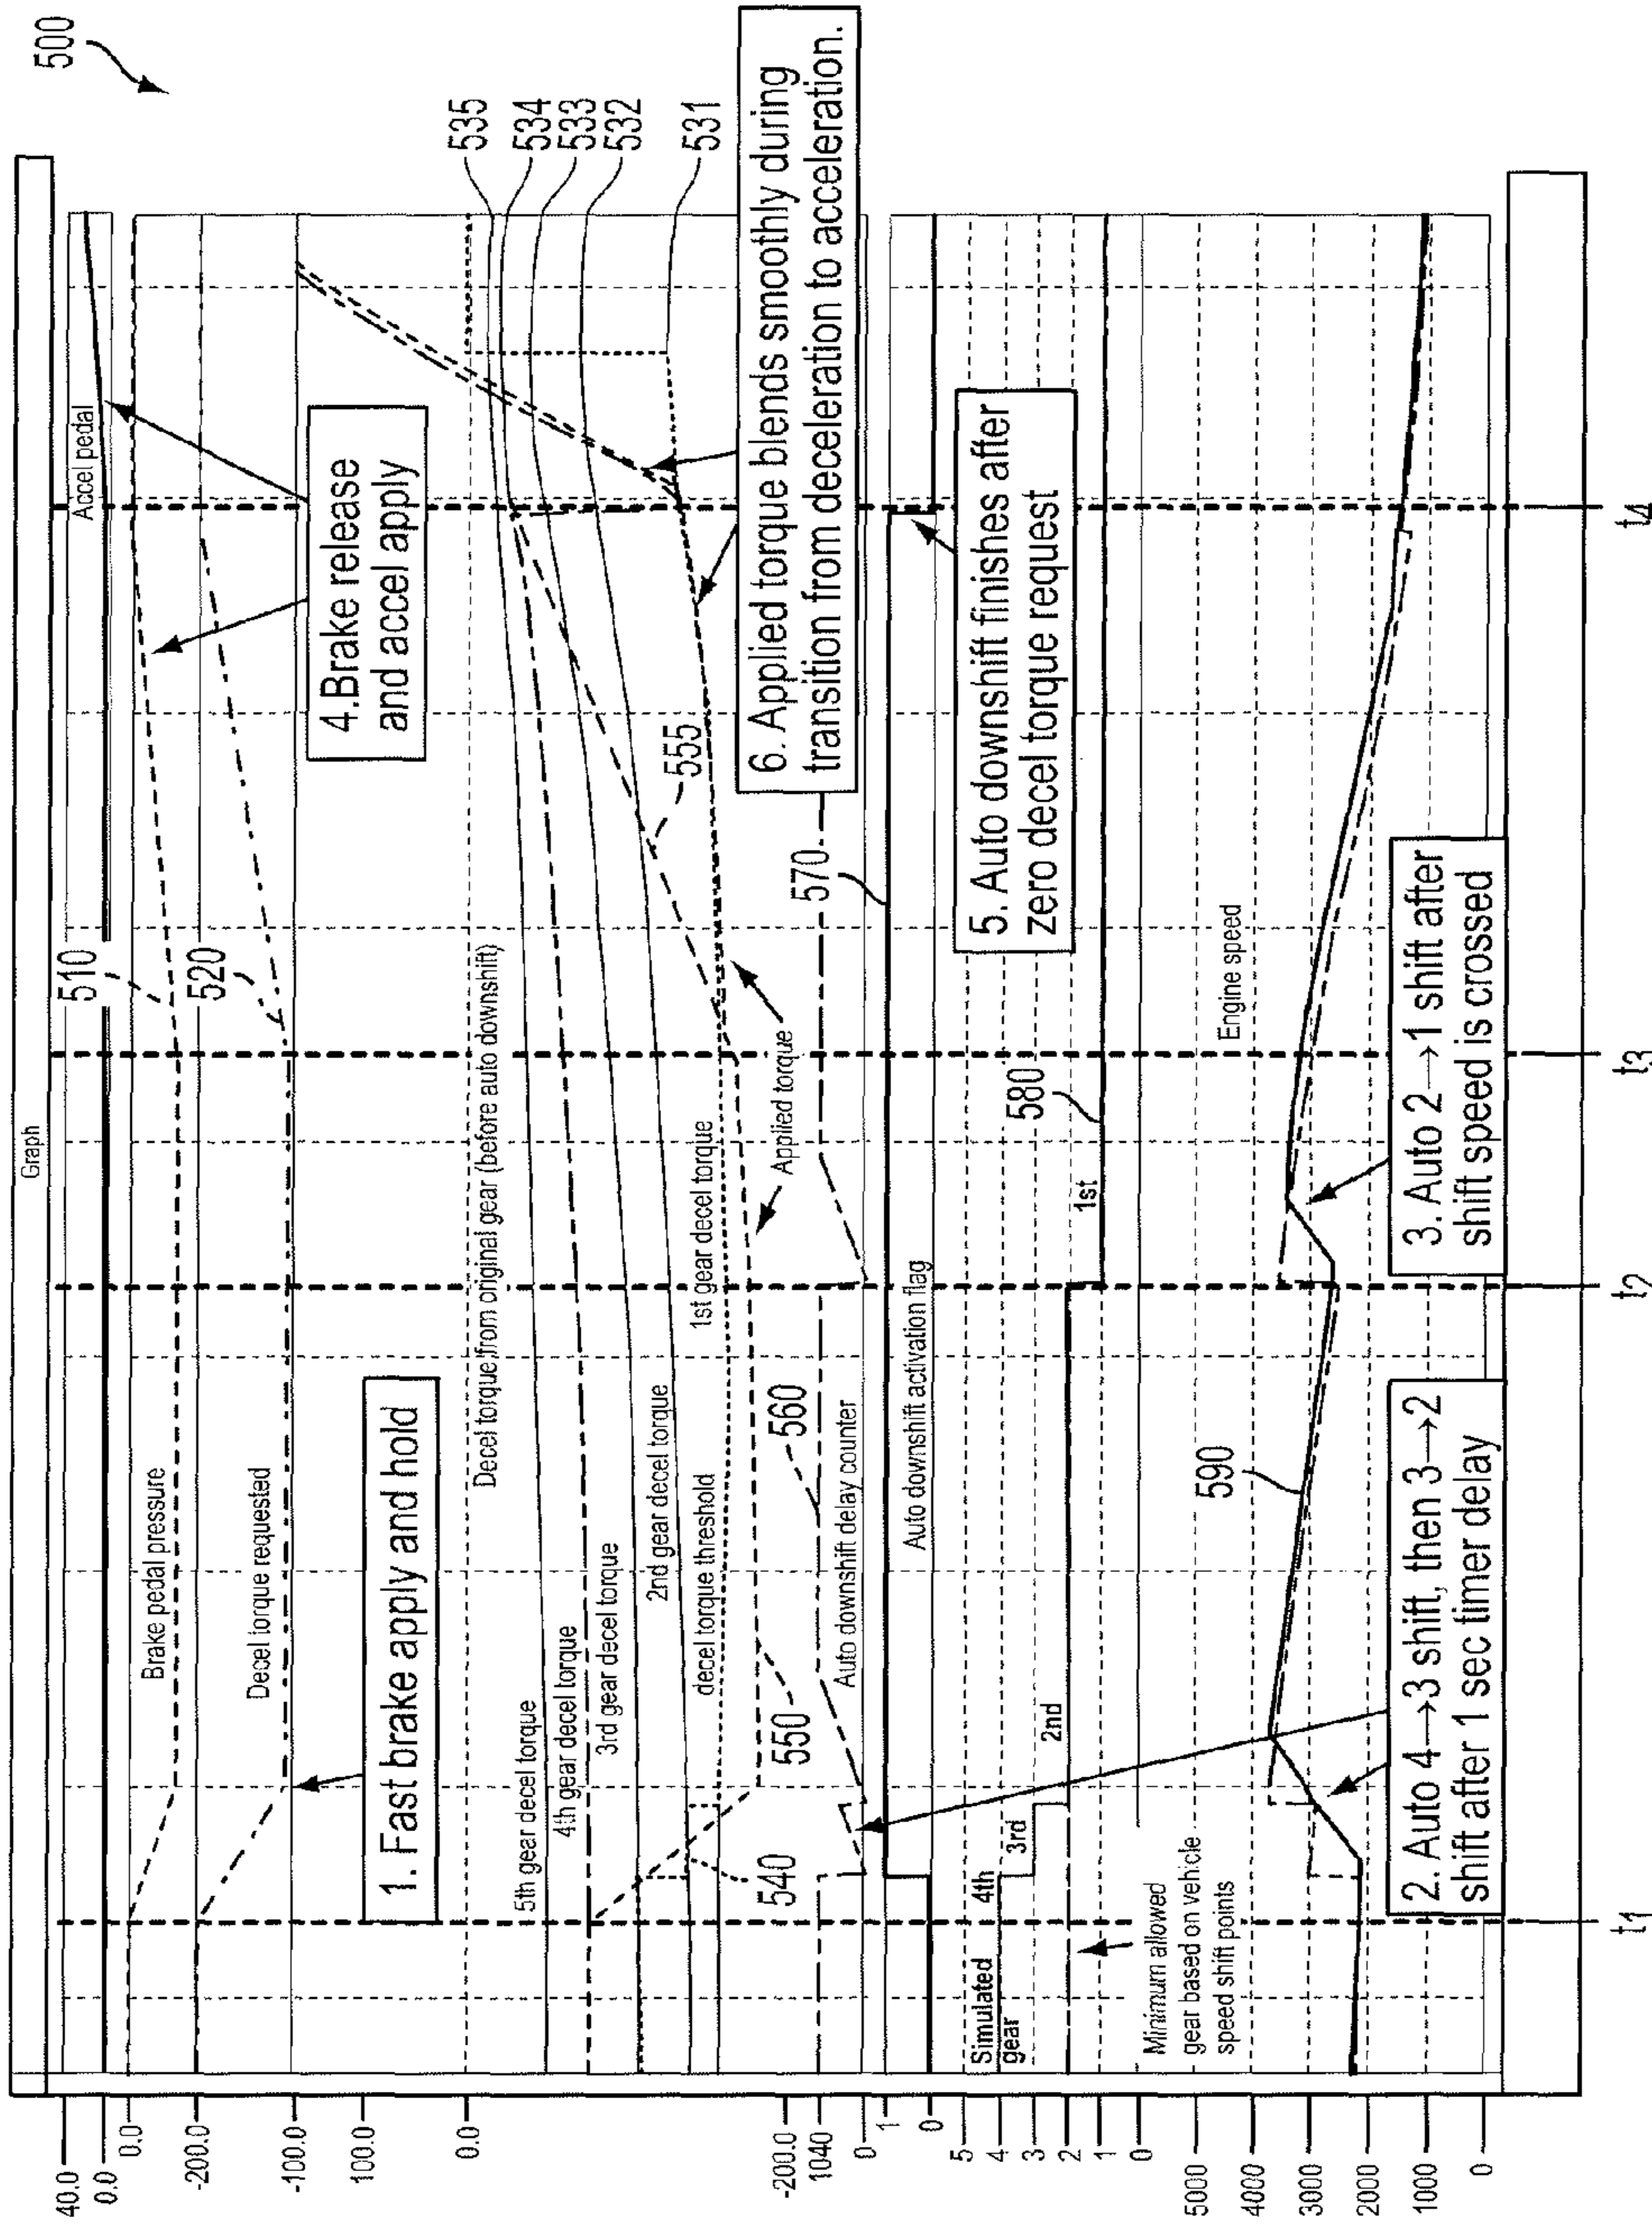 500
Graph
40.0
0.0
Accel pedal
0.0
Brake pedal pressure
510
-200.0
Decel torque requested
520
-100.0
1. Fast brake apply and hold
4.Brake release
and accel apply
100.0
0.0
Decel torque from original gear (before auto downshift)
5th gear decel torque
4th gear decel torque
3rd gear decel torque
2nd gear decel torque
1st gear decel torque
decel torque threshold
535
534
533
532
531
540
550
555
560
Applied torque
6. Applied torque blends smoothly during
transition from deceleration to acceleration.
-200.0
1040
0
Auto downshift delay counter
570
1
0
Auto downshift activation flag
5. Auto downshift finishes after
zero decel torque request
5
4
3
2
1
0
Simulated
gear
4th
3rd
2nd
1st
580
Minimum allowed
gear based on vehicle
speed shift points
5000
4000
3000
2000
1000
0
Engine speed
590
2. Auto 4→3 shift, then 3→2
shift after 1 sec timer delay
3. Auto 2→1 shift after
shift speed is crossed
t1
t2
t3
t4